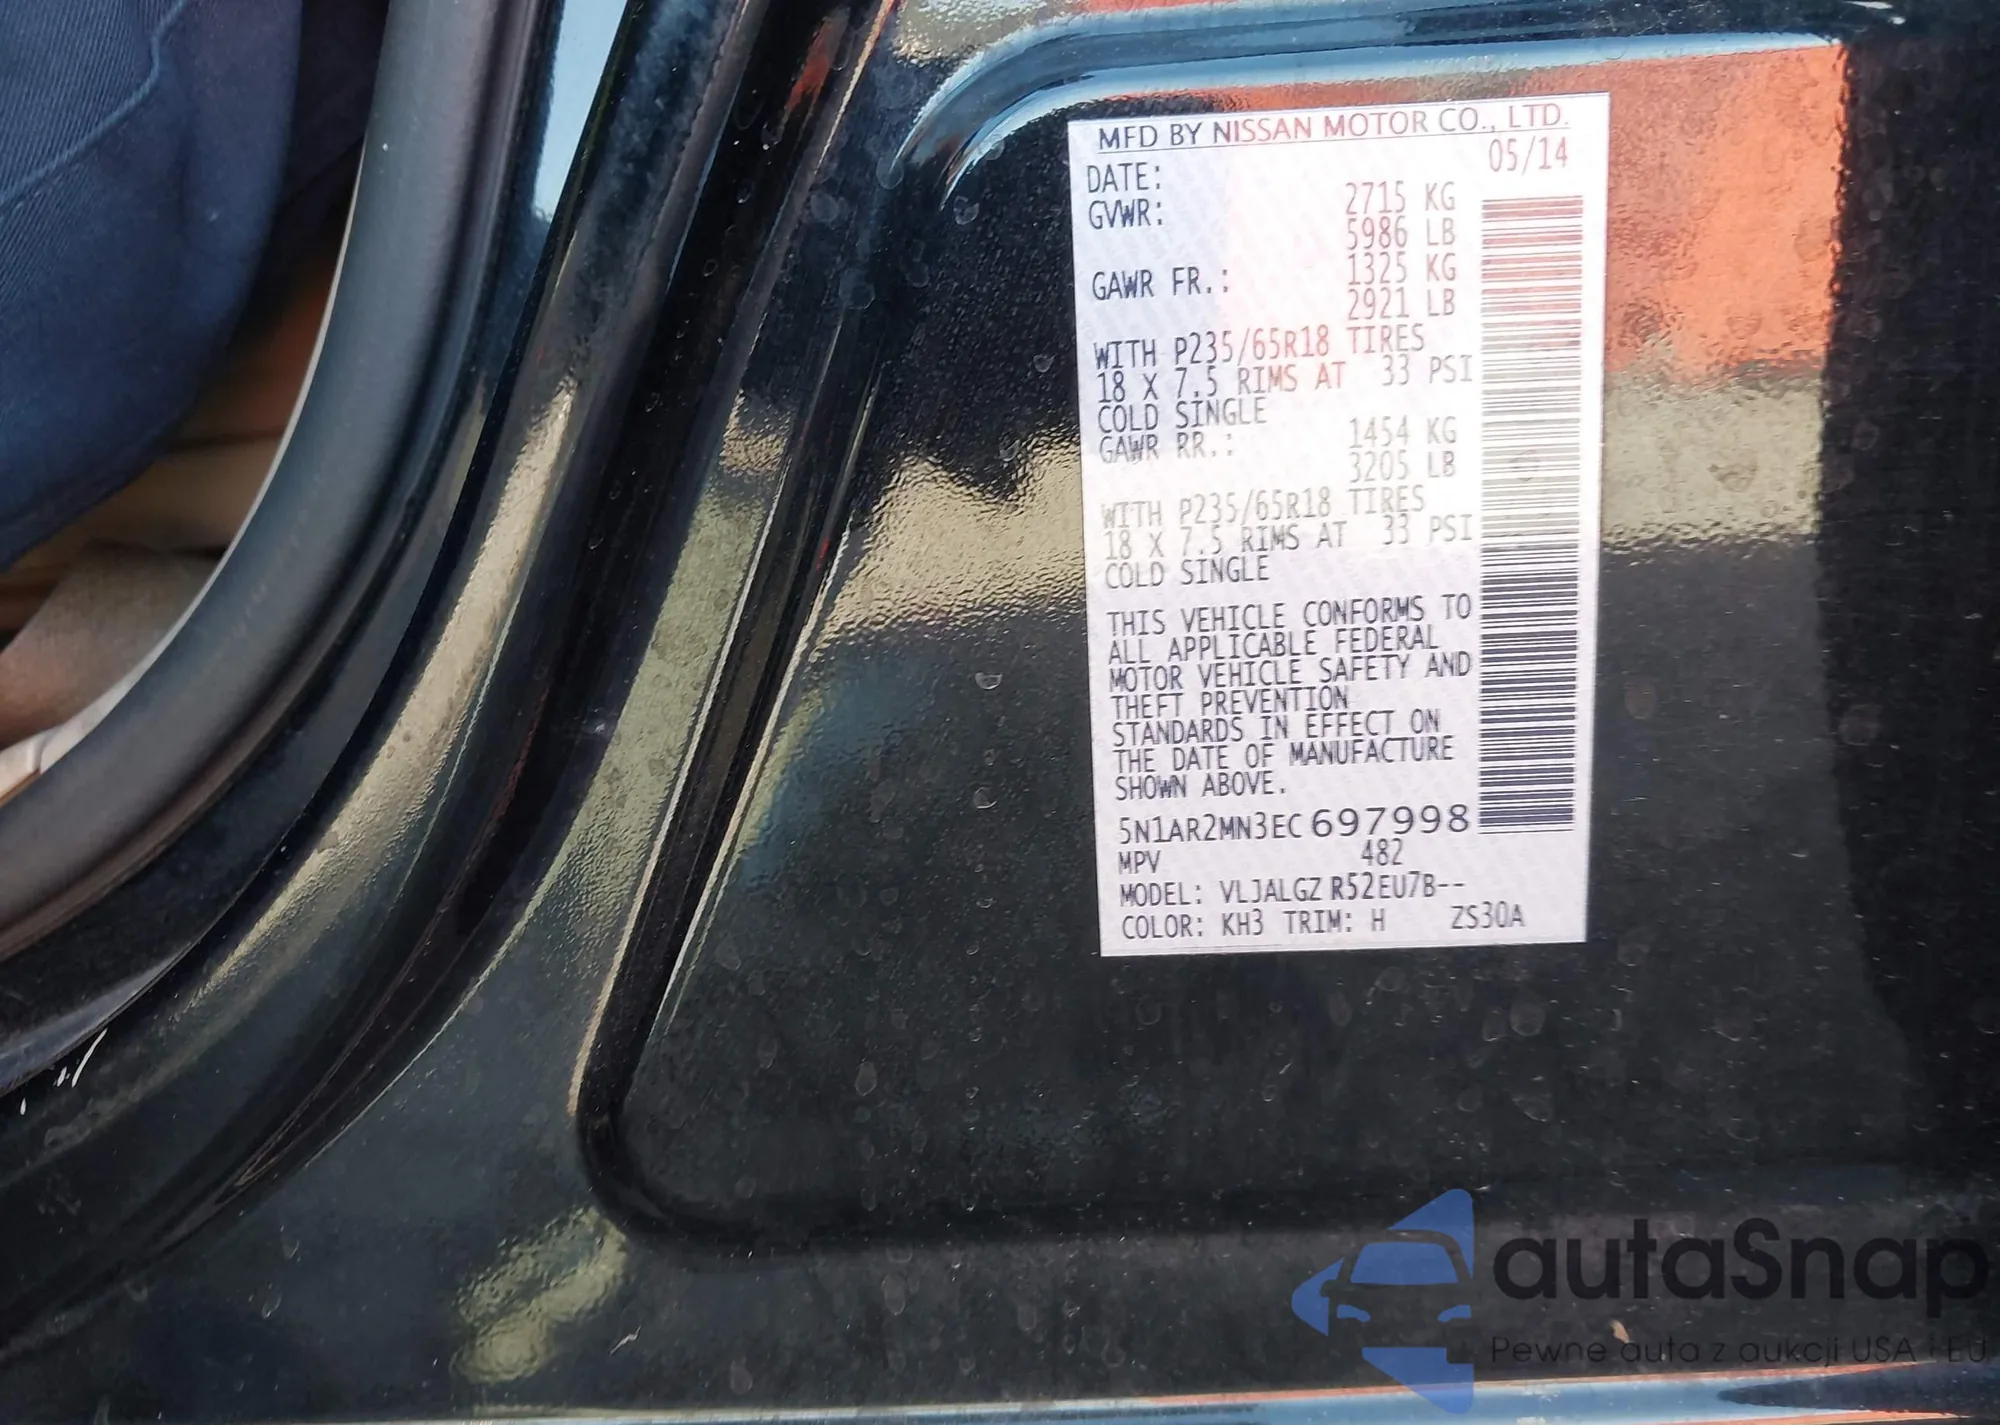 MFD BY NISSAN MOTOR CO., LTD.
DATE: 05/14
GVWR: 2715 KG
5986 LB
GAWR FR.: 1325 KG
2921 LB
WITH P235/65R18 TIRES
18 X 7.5 RIMS AT 33 PSI
COLD SINGLE
GAWR RR.: 1454 KG
3205 LB
WITH P235/65R18 TIRES
18 X 7.5 RIMS AT 33 PSI
COLD SINGLE
THIS VEHICLE CONFORMS TO
ALL APPLICABLE FEDERAL
MOTOR VEHICLE SAFETY AND
THEFT PREVENTION
STANDARDS IN EFFECT ON
THE DATE OF MANUFACTURE
SHOWN ABOVE.
5N1AR2MN3EC697998
MPV 482
MODEL: VLJALGZ R52EU7B--
COLOR: KH3 TRIM: H ZS30A
autaSnap
Pewne auta z aukcji USA i EU